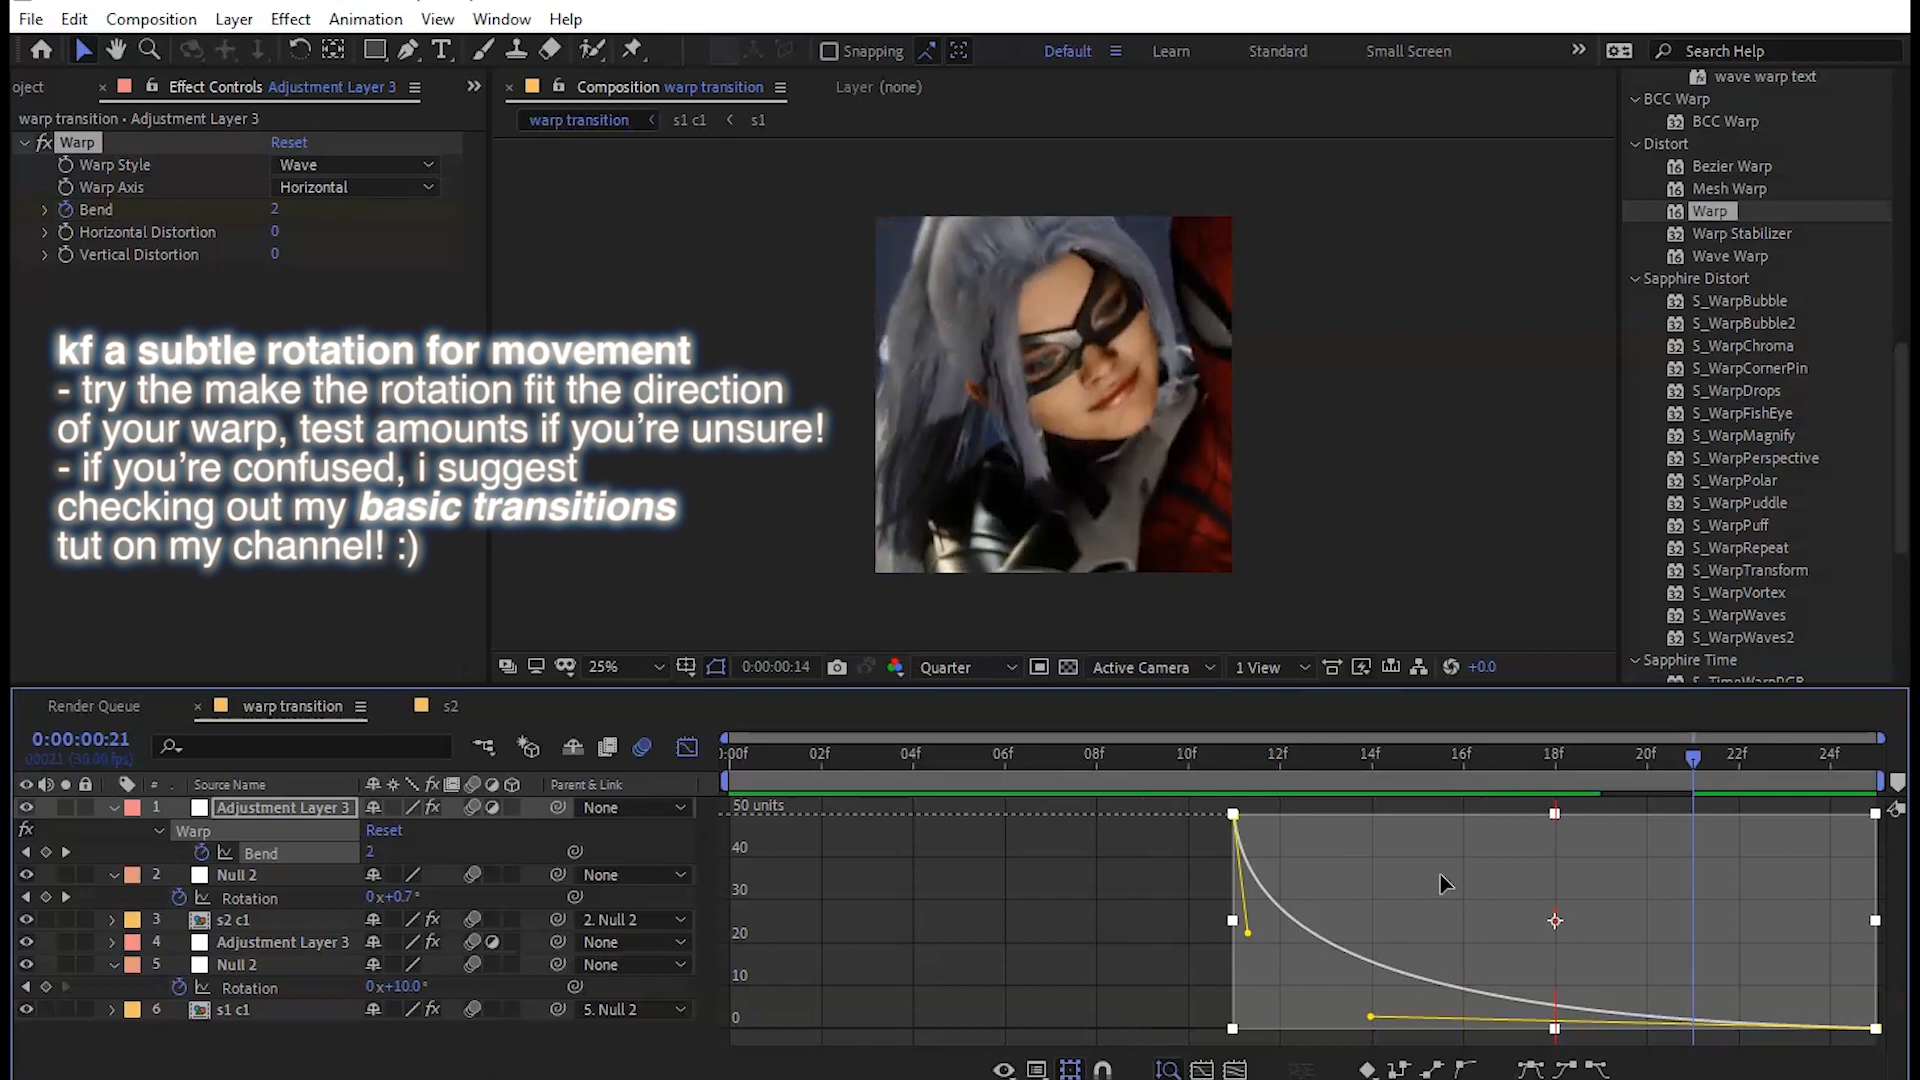 File Edit Composition Layer Effect Animation View Window Help
Snapping Default Learn Standard Small Screen Search Help
oject Effect Controls Adjustment Layer 3
warp transition • Adjustment Layer 3
fx Warp Reset
Warp Style Wave
Warp Axis Horizontal
Bend 2
Horizontal Distortion 0
Vertical Distortion 0
Composition warp transition Layer (none)
warp transition s1 c1 s1
kf a subtle rotation for movement
- try the make the rotation fit the direction
of your warp, test amounts if you're unsure!
- if you're confused, i suggest
checking out my basic transitions
tut on my channel! :)
wave warp text
BCC Warp
BCC Warp
Distort
Bezier Warp
Mesh Warp
Warp
Warp Stabilizer
Wave Warp
Sapphire Distort
S_WarpBubble
S_WarpBubble2
S_WarpChroma
S_WarpCornerPin
S_WarpDrops
S_WarpFishEye
S_WarpMagnify
S_WarpPerspective
S_WarpPolar
S_WarpPuddle
S_WarpPuff
S_WarpRepeat
S_WarpTransform
S_WarpVortex
S_WarpWaves
S_WarpWaves2
Sapphire Time
25% 0:00:00:14 Quarter Active Camera 1 View +0.0
Render Queue warp transition s2
0:00:00:21
# Source Name Parent & Link
:00f 02f 04f 06f 08f 10f 12f 14f 16f 18f 20f 22f 24f
1 Adjustment Layer 3 None
fx Warp Reset
Bend 2
2 Null 2 None
Rotation 0x+0.7°
3 s2 c1 2. Null 2
4 Adjustment Layer 3 None
5 Null 2 None
Rotation 0x+10.0°
6 s1 c1 5. Null 2
50 units
40
30
20
10
0